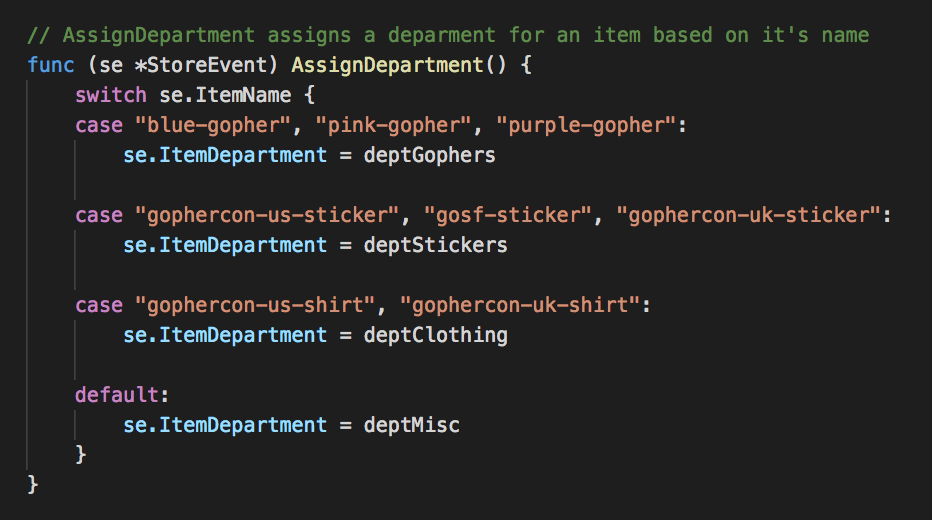 // AssignDepartment assigns a deparment for an item based on it's name
func (se *StoreEvent) AssignDepartment() {
switch se.ItemName {
case "blue-gopher", "pink-gopher", "purple-gopher":
se.ItemDepartment = deptGophers
case "gophercon-us-sticker", "gosf-sticker", "gophercon-uk-sticker":
se.ItemDepartment = deptStickers
case "gophercon-us-shirt", "gophercon-uk-shirt":
se.ItemDepartment = deptClothing
default:
se.ItemDepartment = deptMisc
}
}